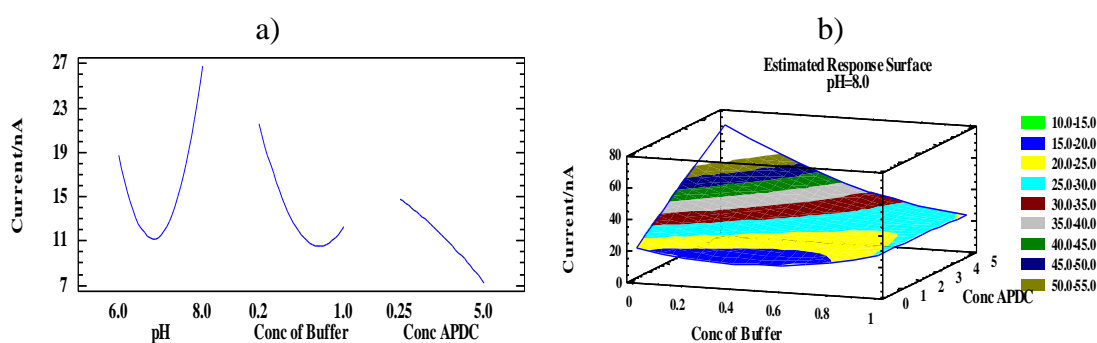 a)
Current/nA
27
23
19
15
11
7
6.0 8.0 0.2 1.0 0.25 5.0
pH Conc of Buffer Conc APDC
b)
Estimated Response Surface
pH=8.0
Current/nA
80
60
40
20
0
0 0.2 0.4 0.6 0.8 1
Conc of Buffer
0 1 2 3 4 5
Conc APDC
10.0-15.0
15.0-20.0
20.0-25.0
25.0-30.0
30.0-35.0
35.0-40.0
40.0-45.0
45.0-50.0
50.0-55.0